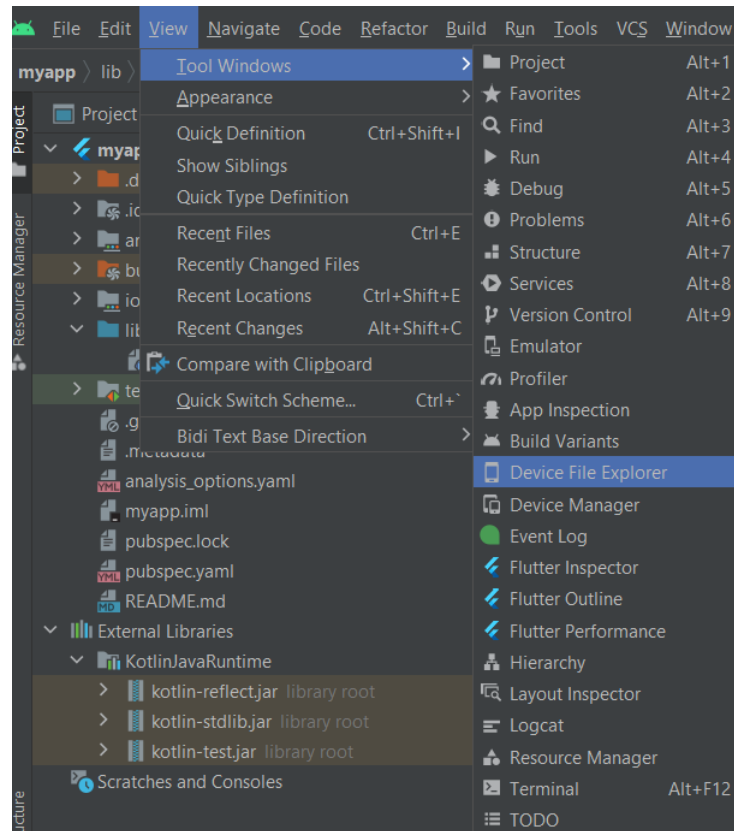 File Edit View Navigate Code Refactor Build Run Tools VCS Window
myapp lib
Project
Resource Manager
Project
myap
.d
.ic
an
bu
io
lib
te
.g
.metadata
analysis_options.yaml
myapp.iml
pubspec.lock
pubspec.yaml
README.md
External Libraries
KotlinJavaRuntime
kotlin-reflect.jar library root
kotlin-stdlib.jar library root
kotlin-test.jar library root
Scratches and Consoles
ucture
Tool Windows
Appearance
Quick Definition Ctrl+Shift+I
Show Siblings
Quick Type Definition
Recent Files Ctrl+E
Recently Changed Files
Recent Locations Ctrl+Shift+E
Recent Changes Alt+Shift+C
Compare with Clipboard
Quick Switch Scheme... Ctrl+`
Bidi Text Base Direction
Project Alt+1
Favorites Alt+2
Find Alt+3
Run Alt+4
Debug Alt+5
Problems Alt+6
Structure Alt+7
Services Alt+8
Version Control Alt+9
Emulator
Profiler
App Inspection
Build Variants
Device File Explorer
Device Manager
Event Log
Flutter Inspector
Flutter Outline
Flutter Performance
Hierarchy
Layout Inspector
Logcat
Resource Manager
Terminal Alt+F12
TODO